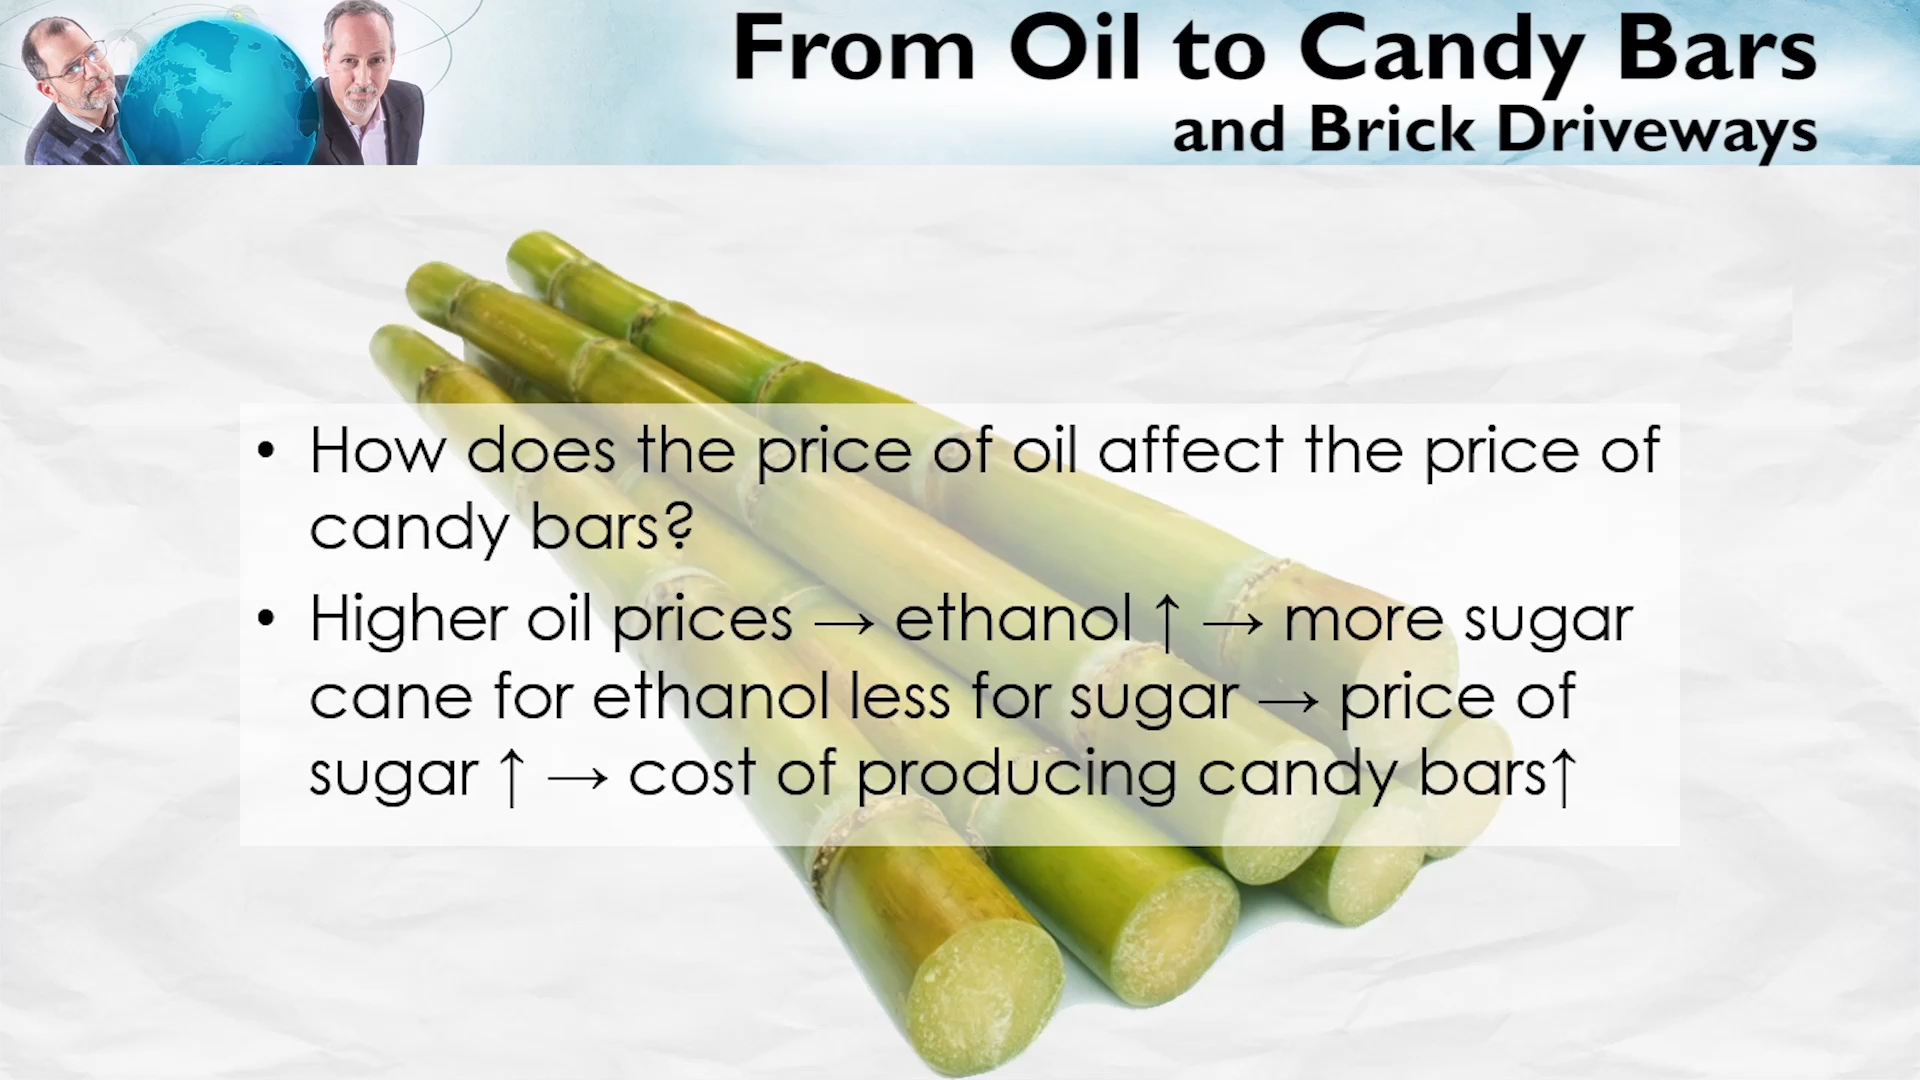 From Oil to Candy Bars
and Brick Driveways
• How does the price of oil affect the price of
candy bars?
• Higher oil prices → ethanol ↑ → more sugar
cane for ethanol less for sugar → price of
sugar ↑ → cost of producing candy bars↑